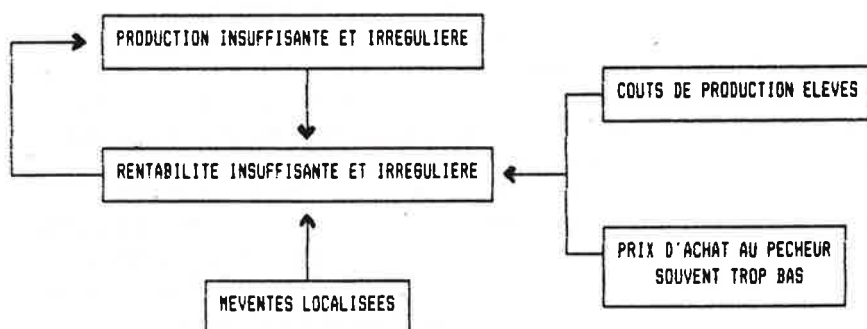 PRODUCTION INSUFFISANTE ET IRREGULIERE
COUTS DE PRODUCTION ELEVES
RENTABILITE INSUFFISANTE ET IRREGULIERE
PRIX D'ACHAT AU PECHEUR
SOUVENT TROP BAS
MEVENTES LOCALISEES